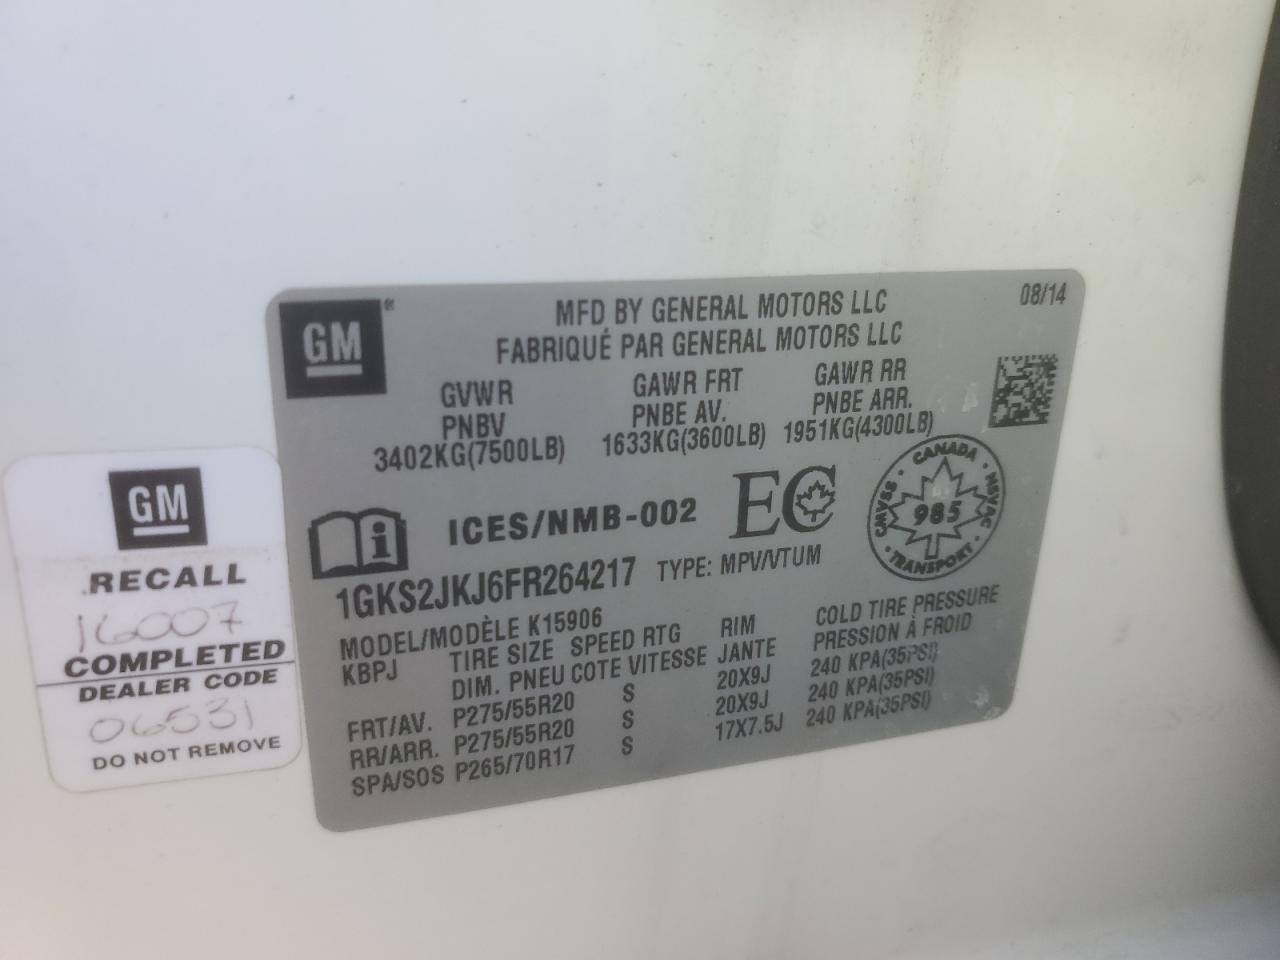 GM
MFD BY GENERAL MOTORS LLC
08/14
FABRIQUÉ PAR GENERAL MOTORS LLC
GVWR GAWR FRT GAWR RR
PNBV PNBE AV. PNBE ARR.
3402KG(7500LB) 1633KG(3600LB) 1951KG(4300LB)
ICES/NMB-002 EC
CANADA NSVAC TRANSPORT CMVSS
985
1GKS2JKJ6FR264217 TYPE: MPV/VTUM
MODEL/MODÈLE K15906
KBPJ TIRE SIZE SPEED RTG RIM COLD TIRE PRESSURE
DIM. PNEU COTE VITESSE JANTE PRESSION À FROID
FRT/AV. P275/55R20 S 20X9J 240 KPA(35PSI)
RR/ARR. P275/55R20 S 20X9J 240 KPA(35PSI)
SPA/SOS P265/70R17 S 17X7.5J 240 KPA(35PSI)
GM
RECALL
16007
COMPLETED
DEALER CODE
06531
DO NOT REMOVE